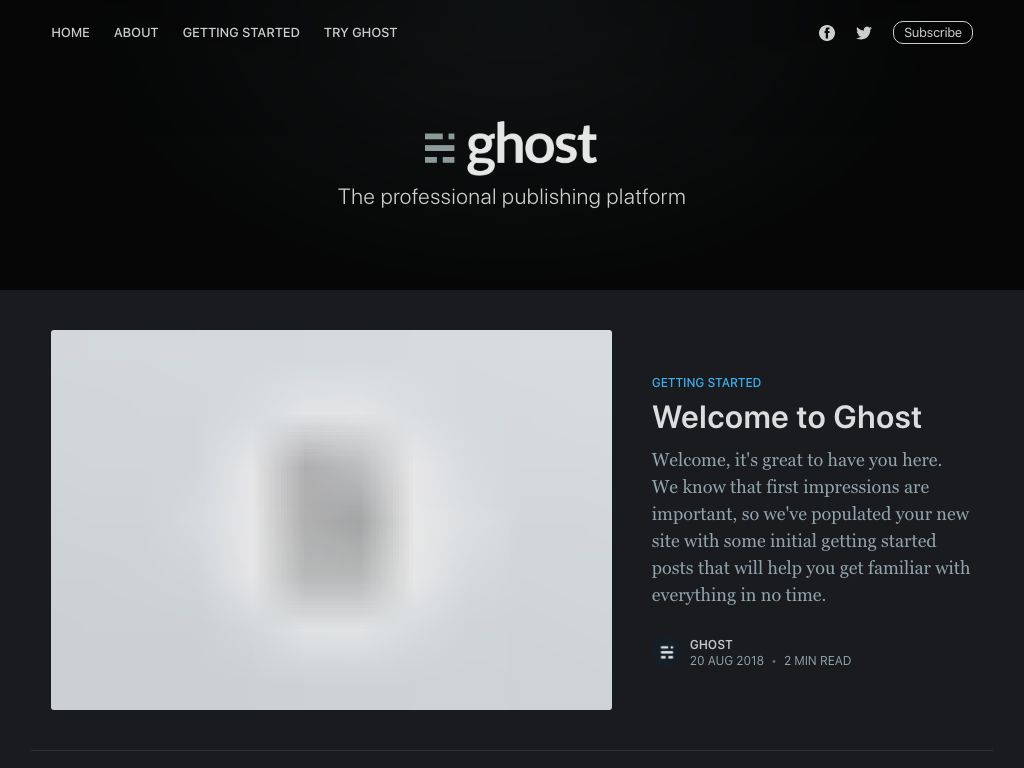 HOME ABOUT GETTING STARTED TRY GHOST Subscribe
ghost
The professional publishing platform
GETTING STARTED
Welcome to Ghost
Welcome, it's great to have you here.
We know that first impressions are
important, so we've populated your new
site with some initial getting started
posts that will help you get familiar with
everything in no time.
GHOST
20 AUG 2018 • 2 MIN READ